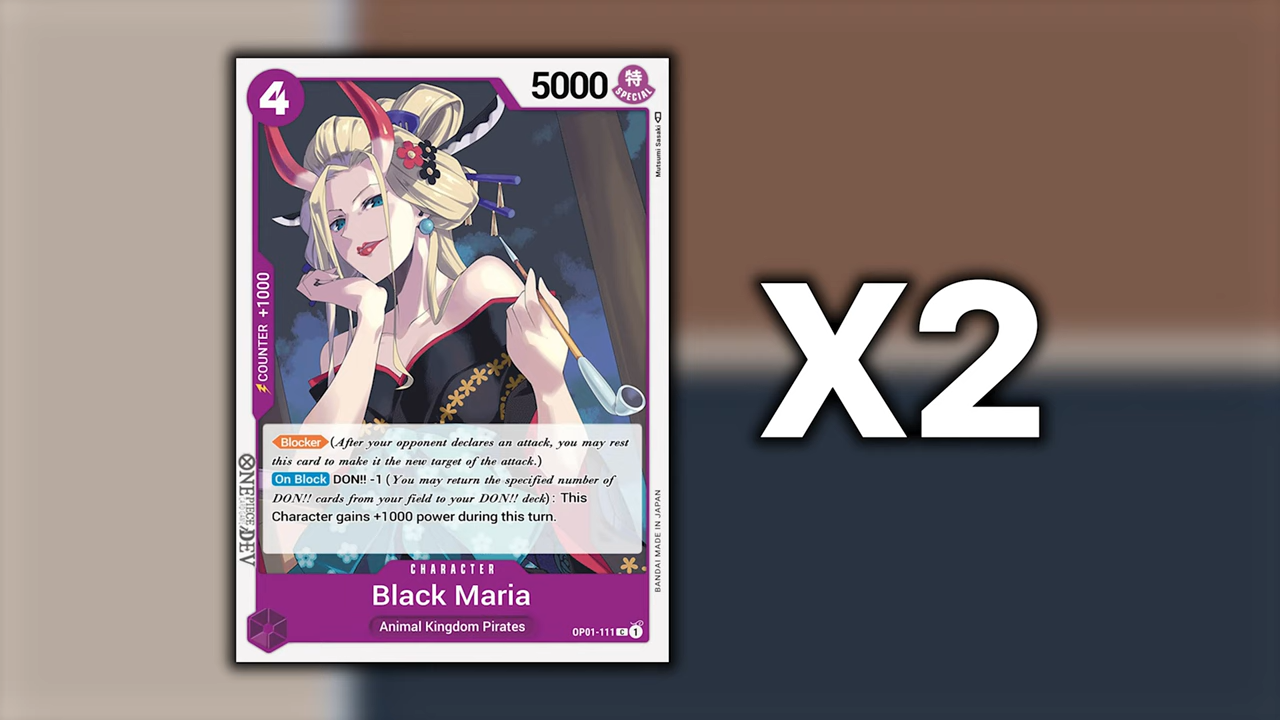 4
5000
特
SPECIAL
Mutsumi Sasaki
COUNTER +1000
Blocker (After your opponent declares an attack, you may rest
this card to make it the new target of the attack.)
On Block DON!! -1 (You may return the specified number of
DON!! cards from your field to your DON!! deck): This
Character gains +1000 power during this turn.
ONE PIECE DEV
BANDAI MADE IN JAPAN
CHARACTER
Black Maria
Animal Kingdom Pirates
OP01-111 C 1
X2